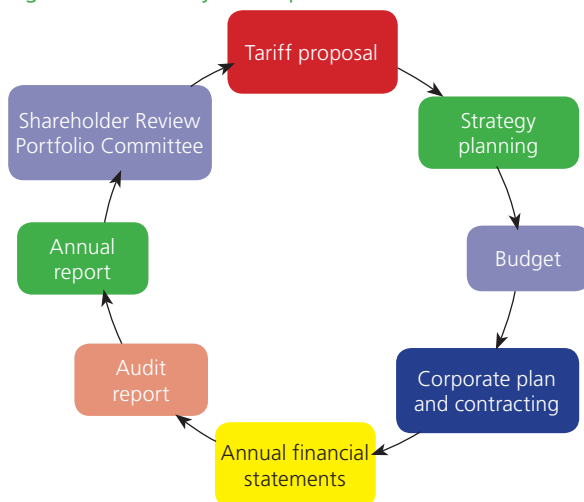 Tariff proposal
Strategy
planning
Budget
Corporate plan
and contracting
Annual financial
statements
Audit
report
Annual
report
Shareholder Review
Portfolio Committee